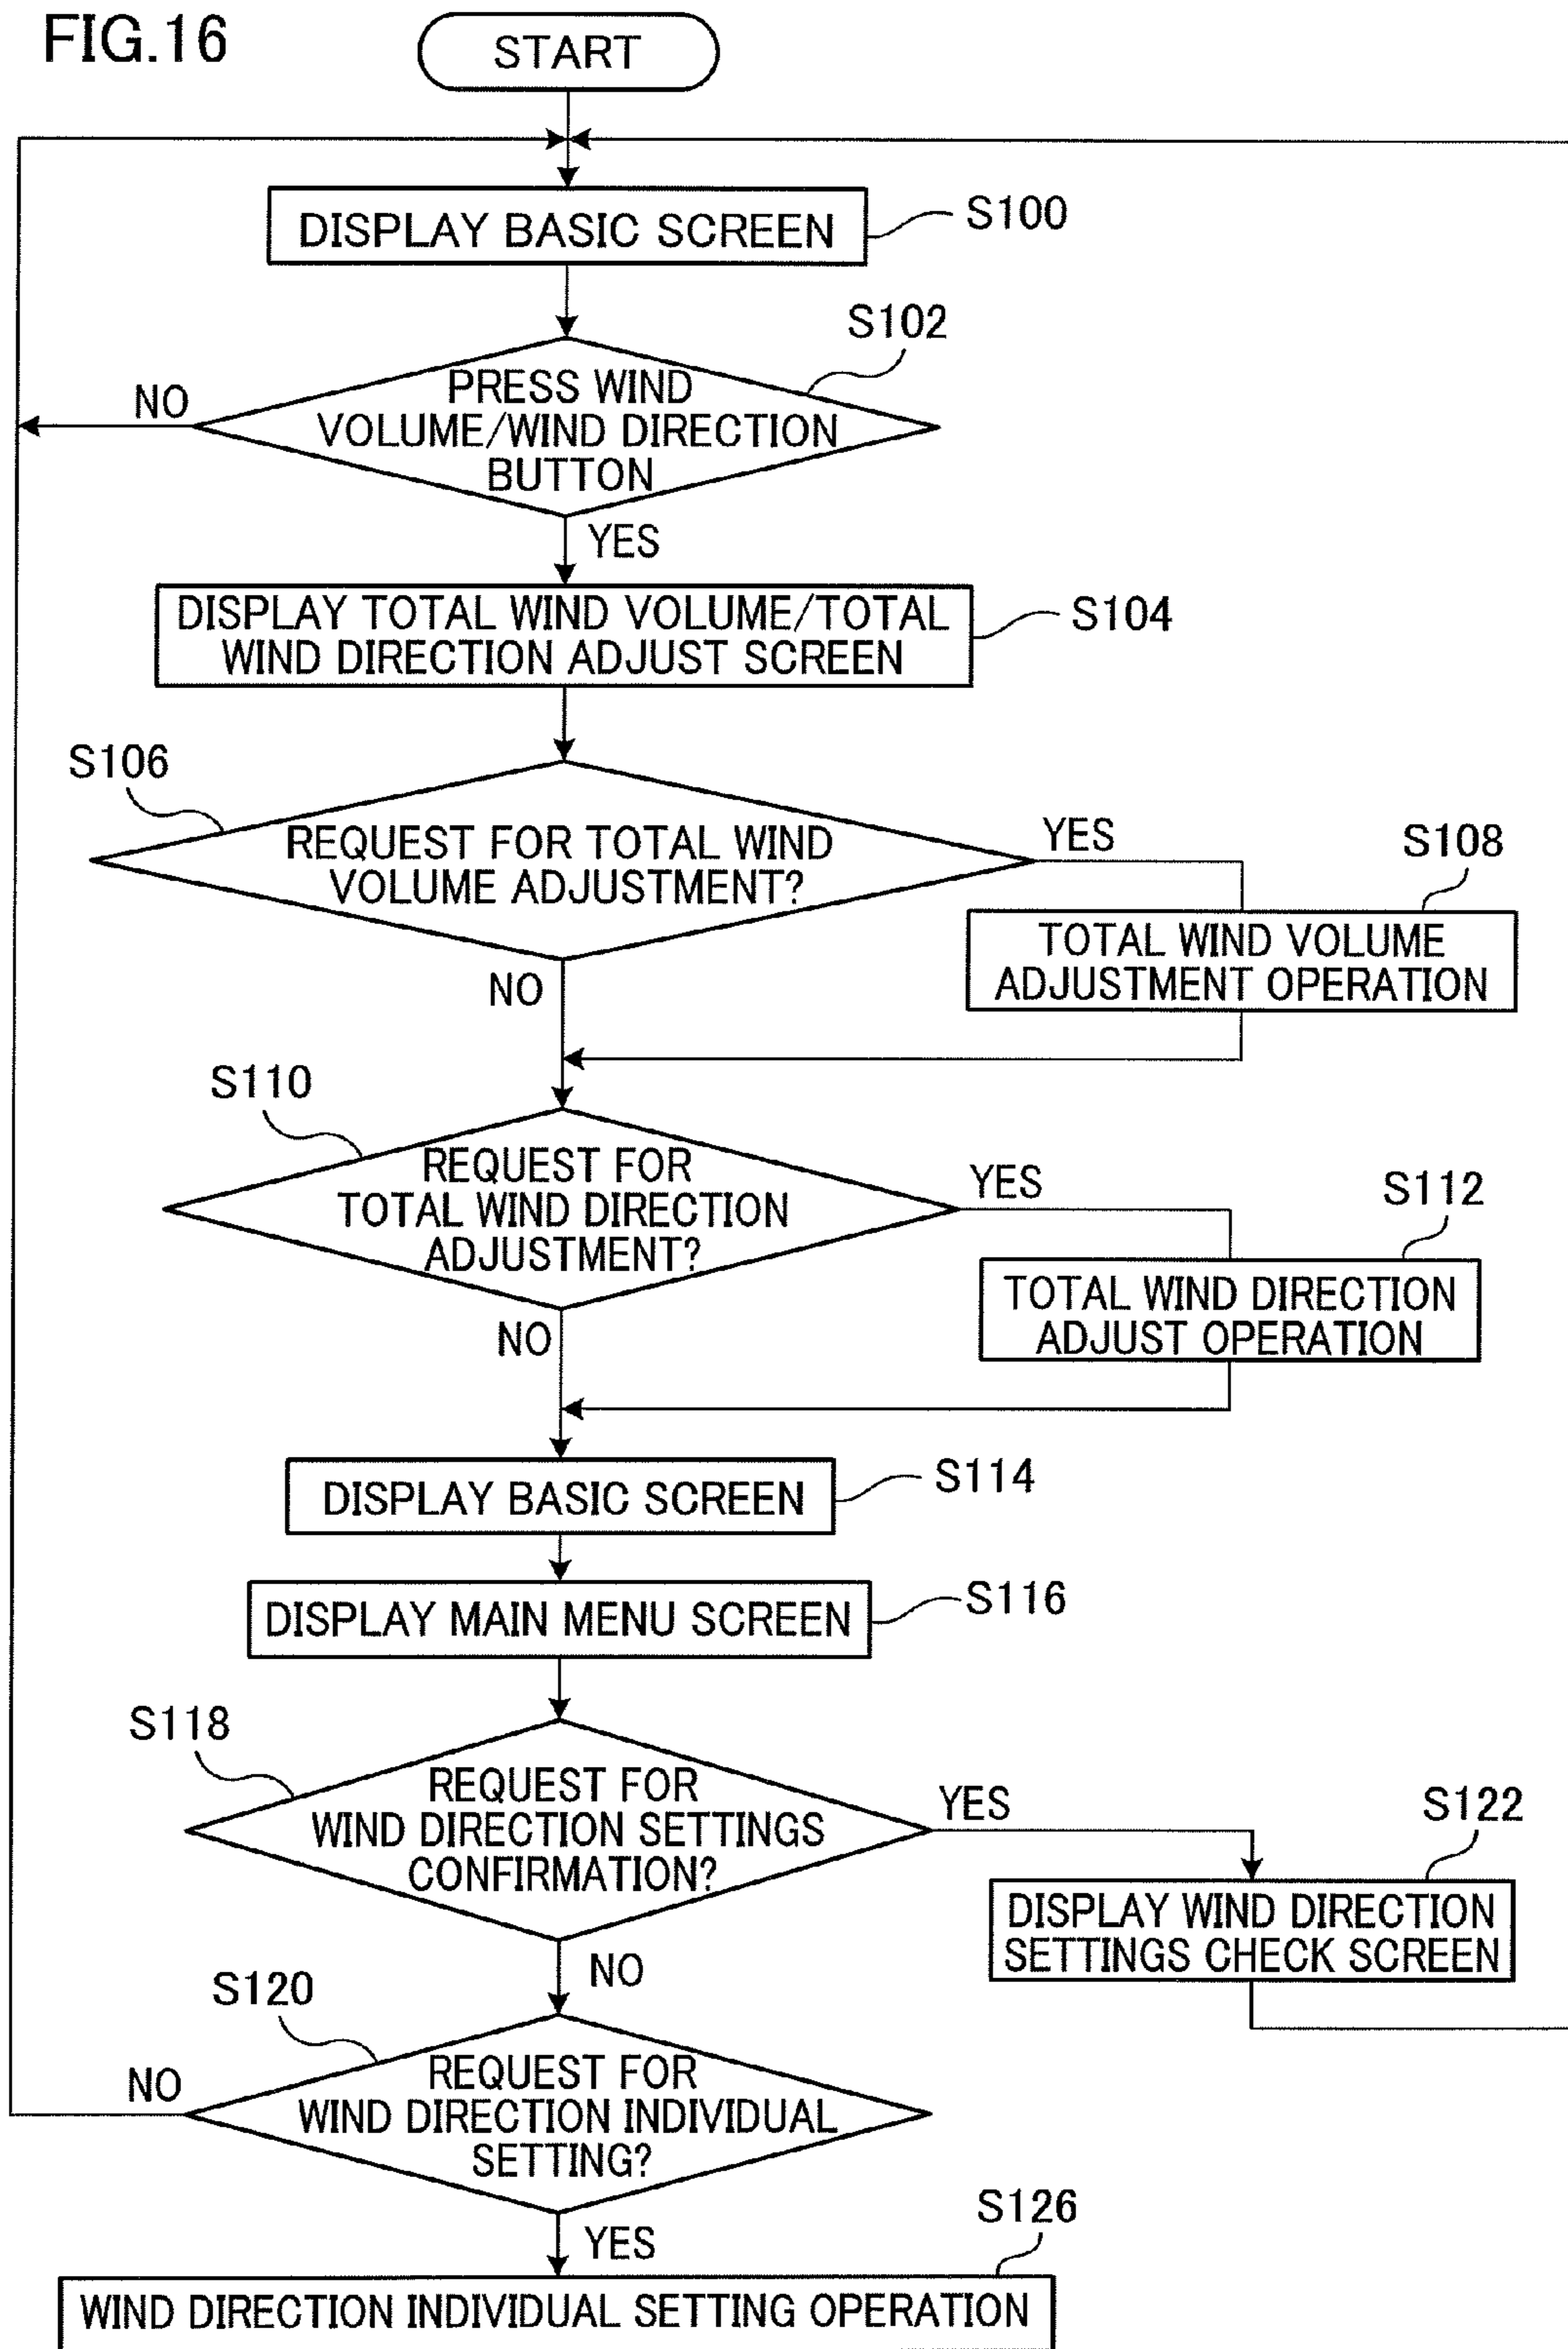 FIG.16
START
DISPLAY BASIC SCREEN
S100
S102
PRESS WIND
VOLUME/WIND DIRECTION
BUTTON
NO
YES
DISPLAY TOTAL WIND VOLUME/TOTAL
WIND DIRECTION ADJUST SCREEN
S104
S106
REQUEST FOR TOTAL WIND
VOLUME ADJUSTMENT?
YES
S108
TOTAL WIND VOLUME
ADJUSTMENT OPERATION
NO
S110
REQUEST FOR
TOTAL WIND DIRECTION
ADJUSTMENT?
YES
S112
TOTAL WIND DIRECTION
ADJUST OPERATION
NO
DISPLAY BASIC SCREEN
S114
DISPLAY MAIN MENU SCREEN
S116
S118
REQUEST FOR
WIND DIRECTION SETTINGS
CONFIRMATION?
YES
S122
DISPLAY WIND DIRECTION
SETTINGS CHECK SCREEN
NO
S120
REQUEST FOR
WIND DIRECTION INDIVIDUAL
SETTING?
NO
YES
S126
WIND DIRECTION INDIVIDUAL SETTING OPERATION